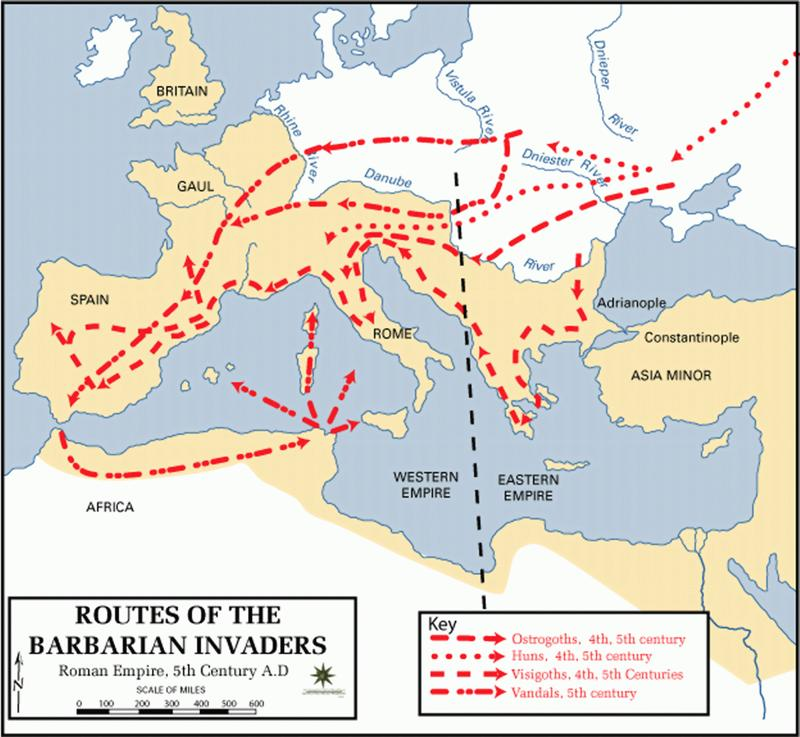 BRITAIN
Rhine
River
Vistula River
Dnieper
River
Dniester River
GAUL
Danube
River
SPAIN
ROME
Adrianople
Constantinople
ASIA MINOR
WESTERN
EMPIRE
EASTERN
EMPIRE
AFRICA
ROUTES OF THE
BARBARIAN INVADERS
Roman Empire, 5th Century A.D
SCALE OF MILES
0 100 200 300 400 500 600
N
Key
Ostrogoths, 4th, 5th century
Huns, 4th, 5th century
Visigoths, 4th, 5th Centuries
Vandals, 5th century